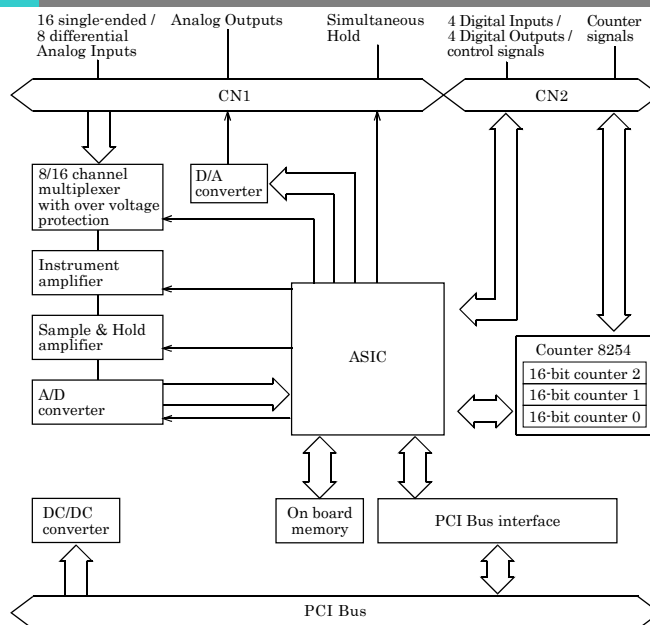 16 single-ended /
8 differential
Analog Inputs
Analog Outputs
Simultaneous
Hold
4 Digital Inputs /
4 Digital Outputs /
control signals
Counter
signals
CN1
CN2
8/16 channel
multiplexer
with over voltage
protection
D/A
converter
Instrument
amplifier
Sample & Hold
amplifier
A/D
converter
ASIC
Counter 8254
16-bit counter 2
16-bit counter 1
16-bit counter 0
DC/DC
converter
On board
memory
PCI Bus interface
PCI Bus